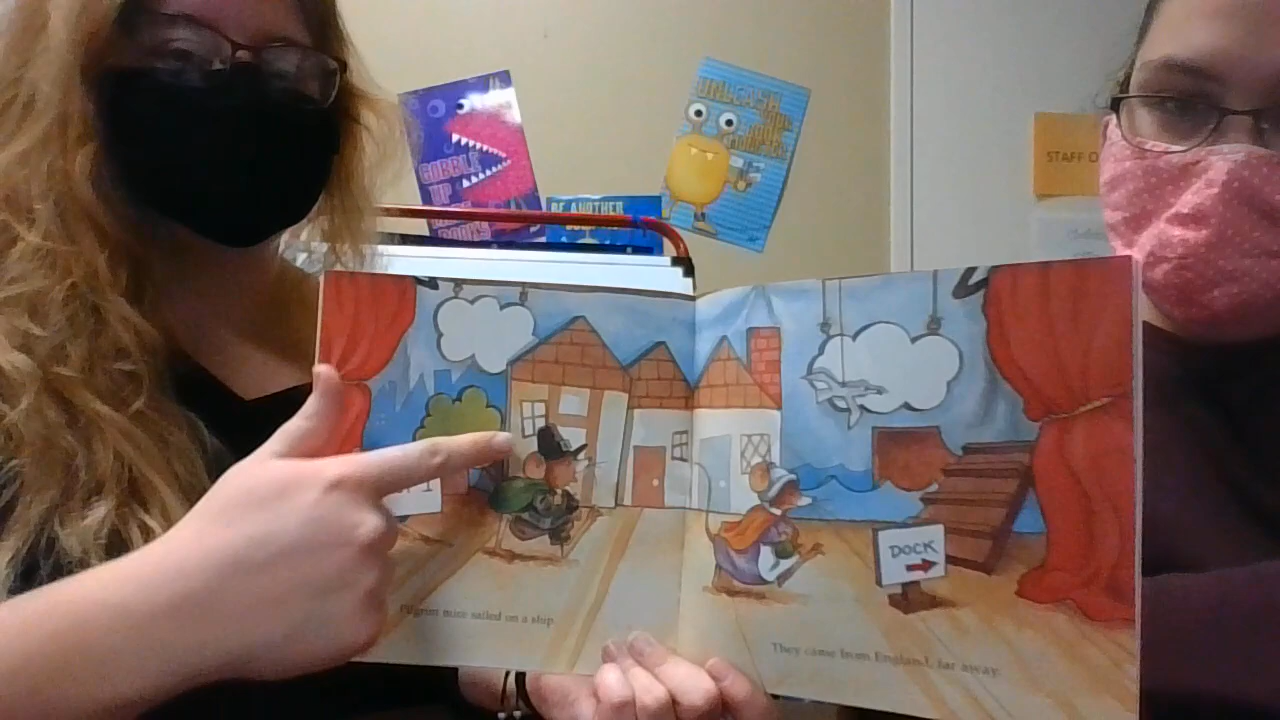 GOBBLE
UP
BOOKS
BE ANOTHER
UNLEASH
STAFF O
DOCK
Pilgrim mice sailed on a ship.
They came from England, far away.